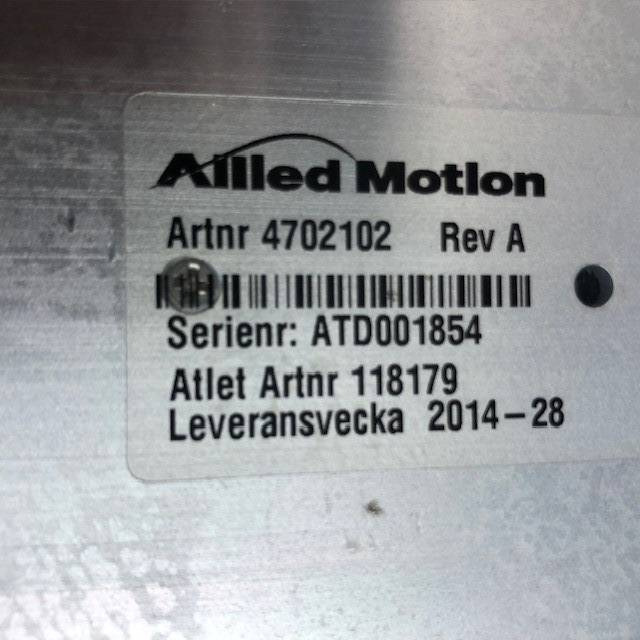 Allied Motion
Artnr 4702102 Rev A
Serienr: ATD001854
Atlet Artnr 118179
Leveransvecka 2014-28